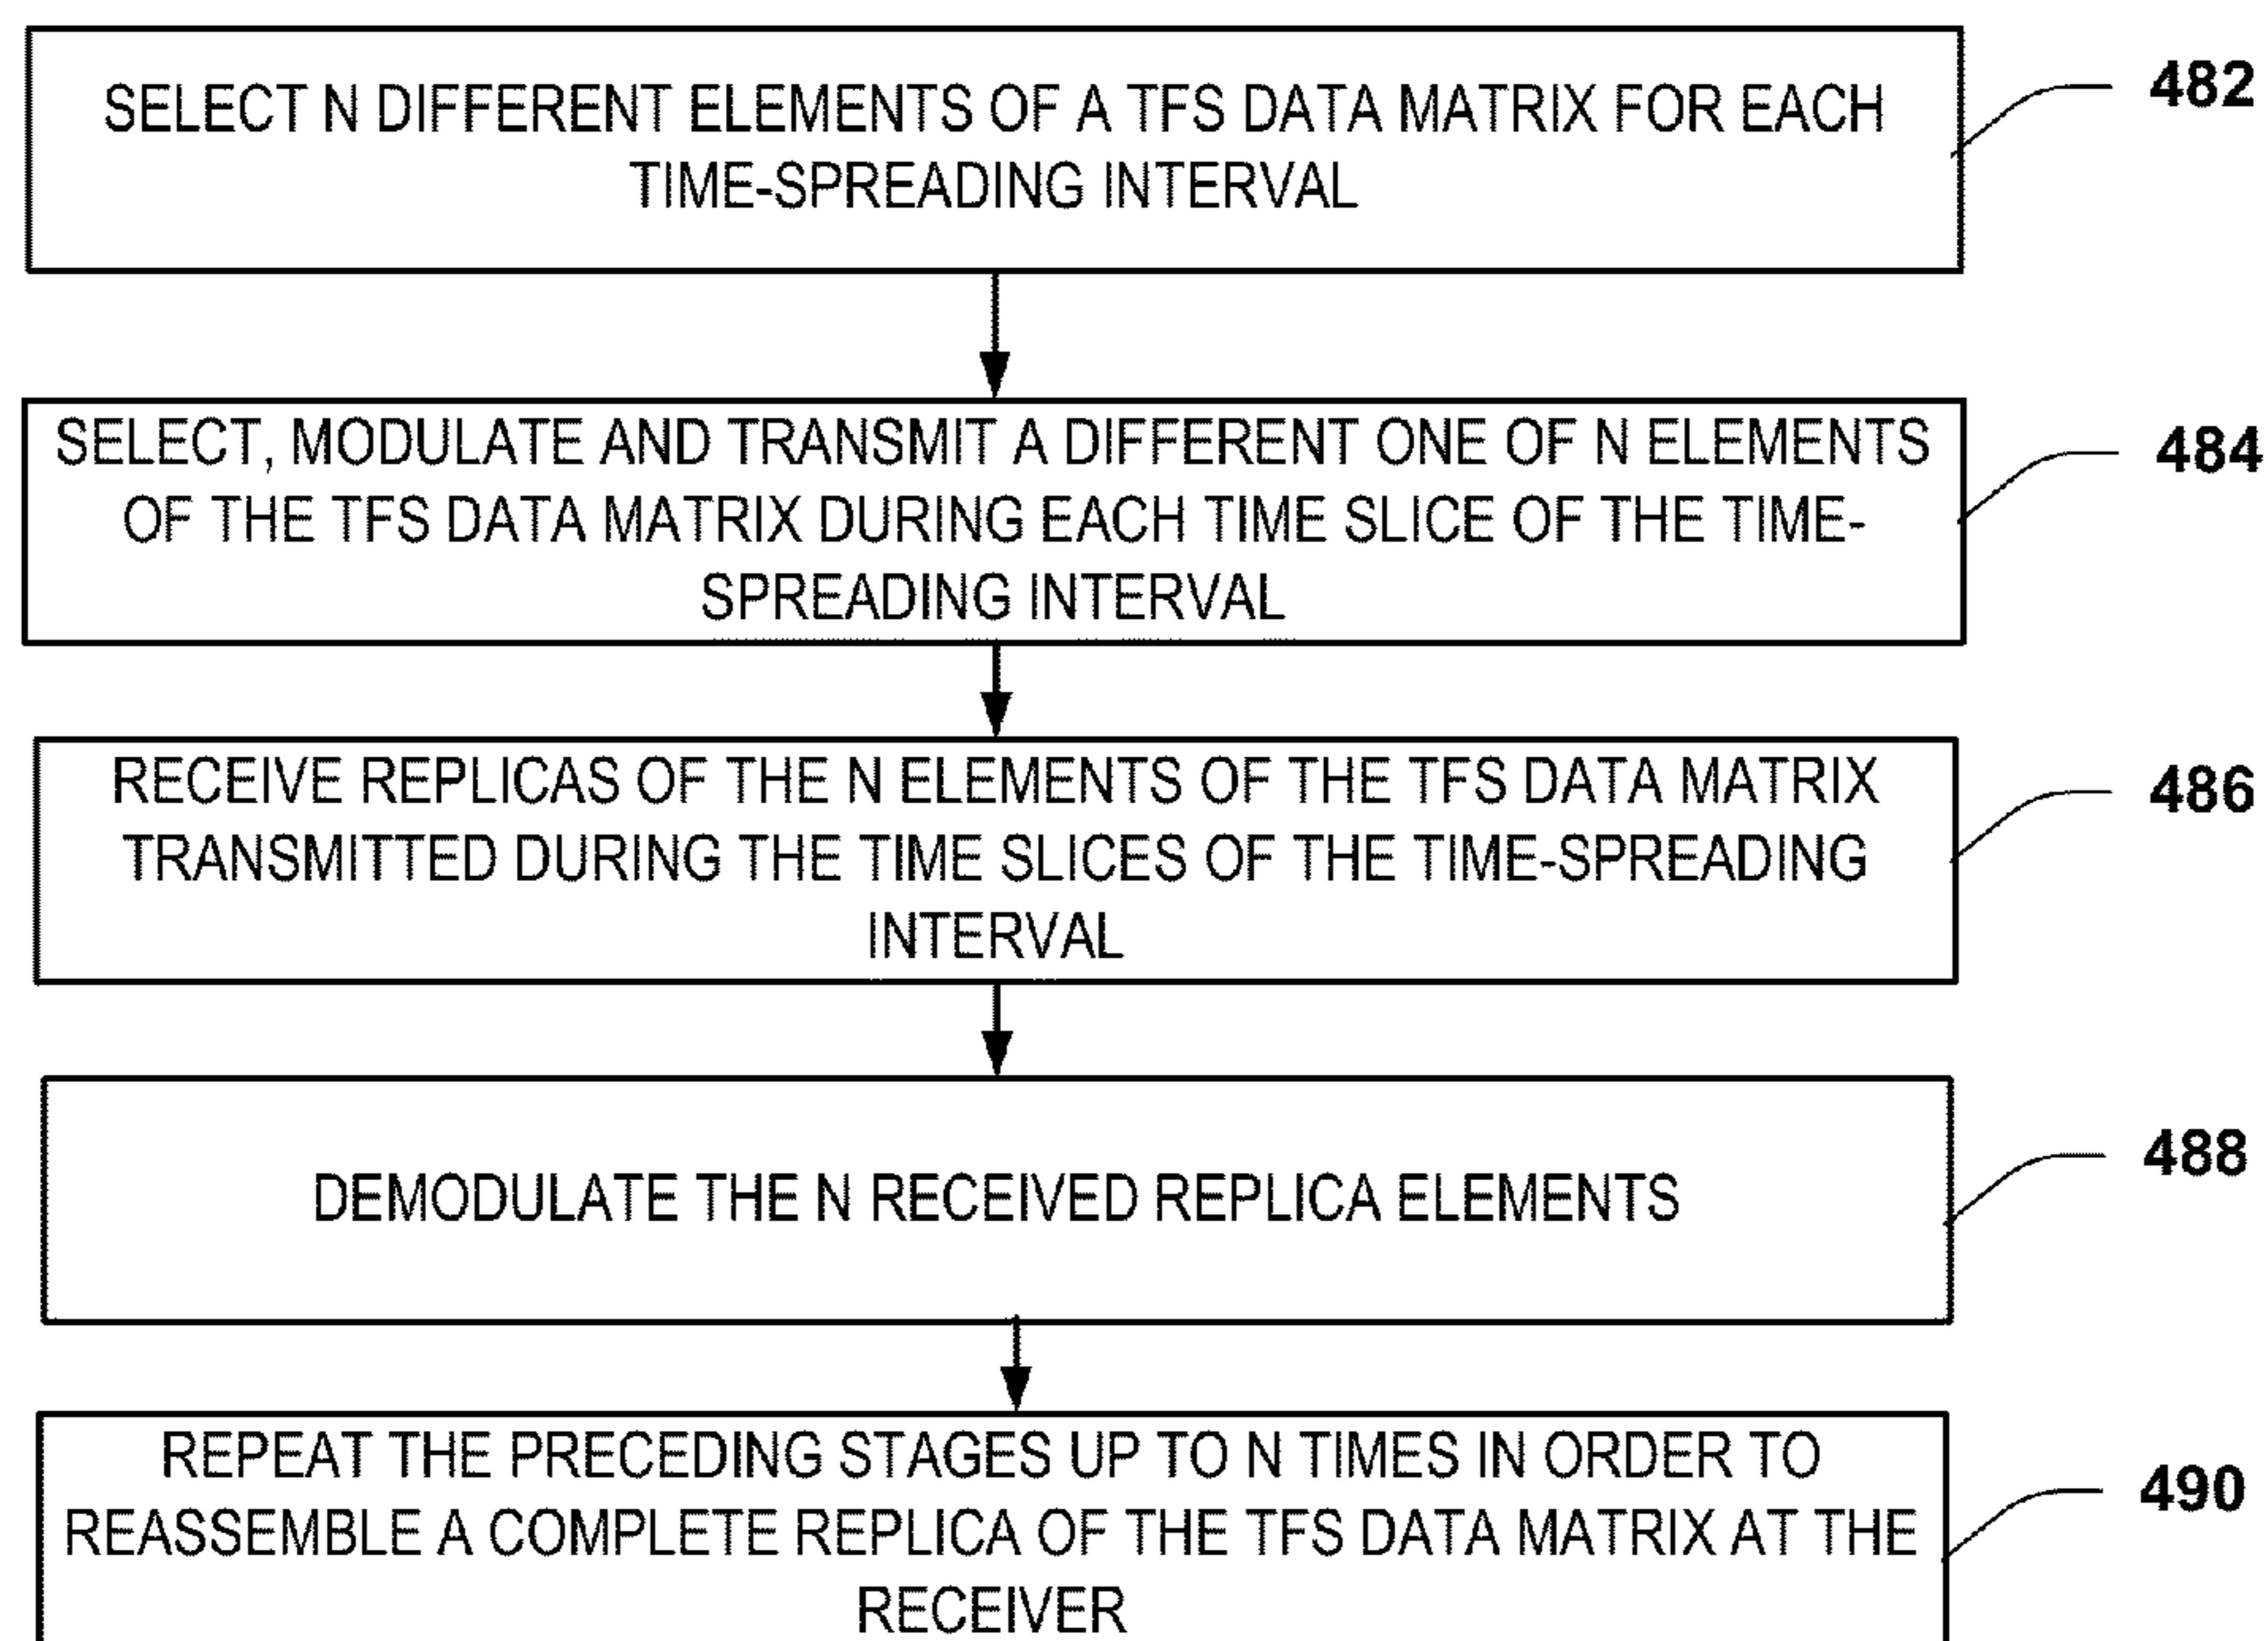 SELECT N DIFFERENT ELEMENTS OF A TFS DATA MATRIX FOR EACH
TIME-SPREADING INTERVAL
482
SELECT, MODULATE AND TRANSMIT A DIFFERENT ONE OF N ELEMENTS
OF THE TFS DATA MATRIX DURING EACH TIME SLICE OF THE TIME-
SPREADING INTERVAL
484
RECEIVE REPLICAS OF THE N ELEMENTS OF THE TFS DATA MATRIX
TRANSMITTED DURING THE TIME SLICES OF THE TIME-SPREADING
INTERVAL
486
DEMODULATE THE N RECEIVED REPLICA ELEMENTS
488
REPEAT THE PRECEDING STAGES UP TO N TIMES IN ORDER TO
REASSEMBLE A COMPLETE REPLICA OF THE TFS DATA MATRIX AT THE
RECEIVER
490